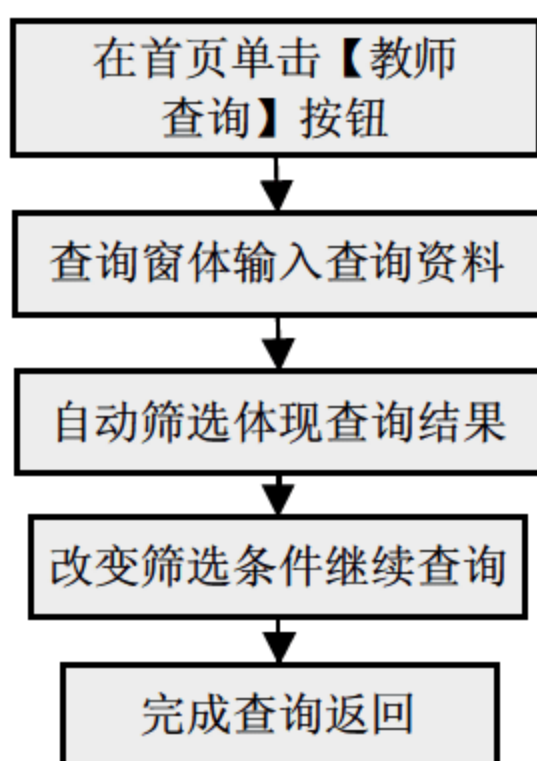 在首页单击【教师
查询】按钮
查询窗体输入查询资料
自动筛选体现查询结果
改变筛选条件继续查询
完成查询返回